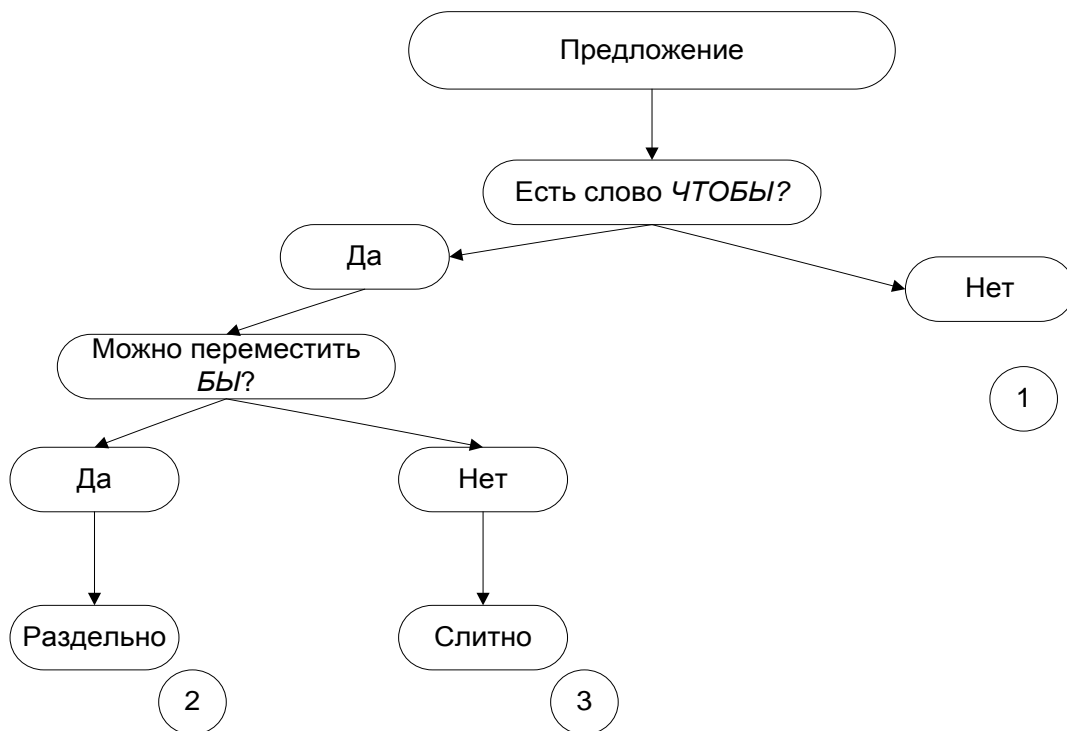 Предложение
Есть слово ЧТОБЫ?
Да
Нет
Можно переместить
БЫ?
1
Да
Нет
Раздельно
Слитно
2
3